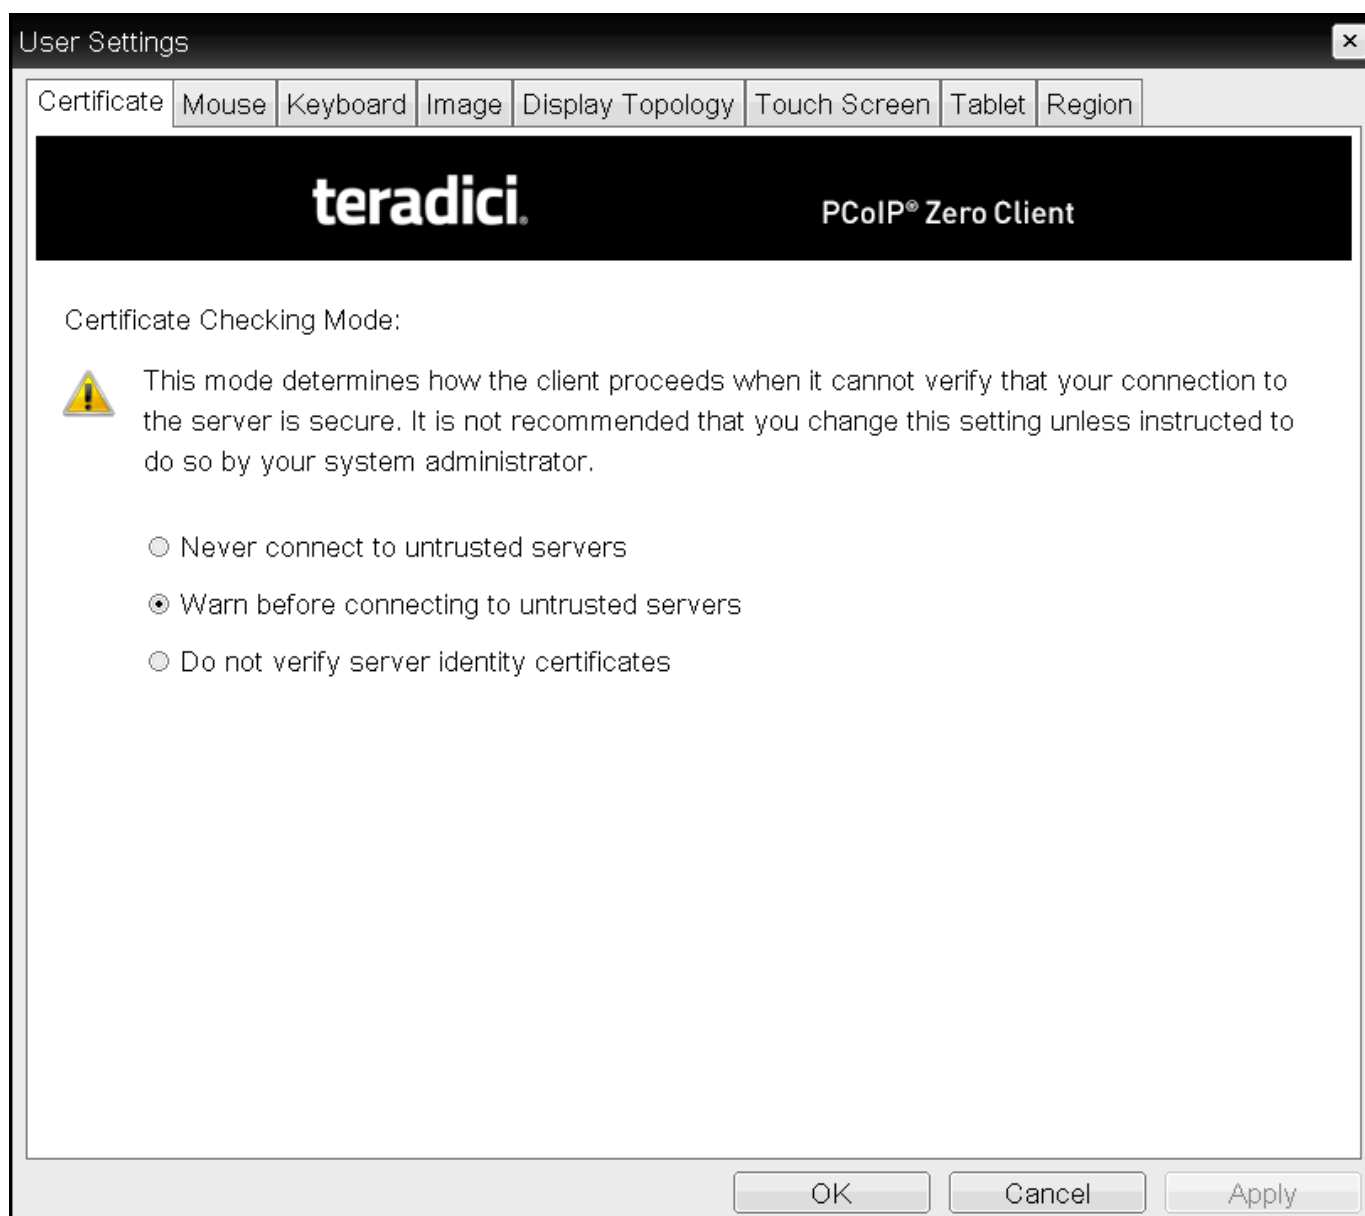 User Settings
Certificate Mouse Keyboard Image Display Topology Touch Screen Tablet Region
teradici. PCoIP® Zero Client
Certificate Checking Mode:
This mode determines how the client proceeds when it cannot verify that your connection to
the server is secure. It is not recommended that you change this setting unless instructed to
do so by your system administrator.
Never connect to untrusted servers
Warn before connecting to untrusted servers
Do not verify server identity certificates
OK Cancel Apply